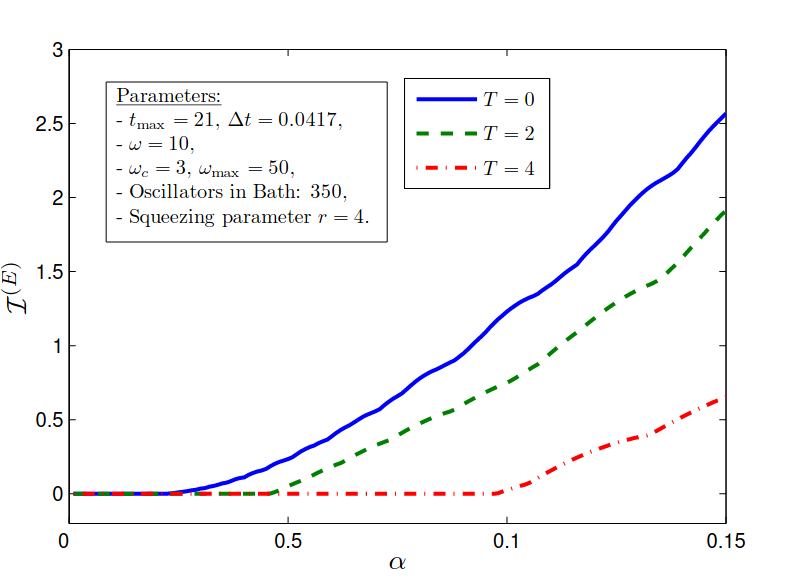 3
2.5
2
1.5
1
0.5
0
0
0.5
0.1
0.15
α
𝓘^(E)
Parameters:
- t_max = 21, Δt = 0.0417,
- ω = 10,
- ω_c = 3, ω_max = 50,
- Oscillators in Bath: 350,
- Squeezing parameter r = 4.
T = 0
T = 2
T = 4